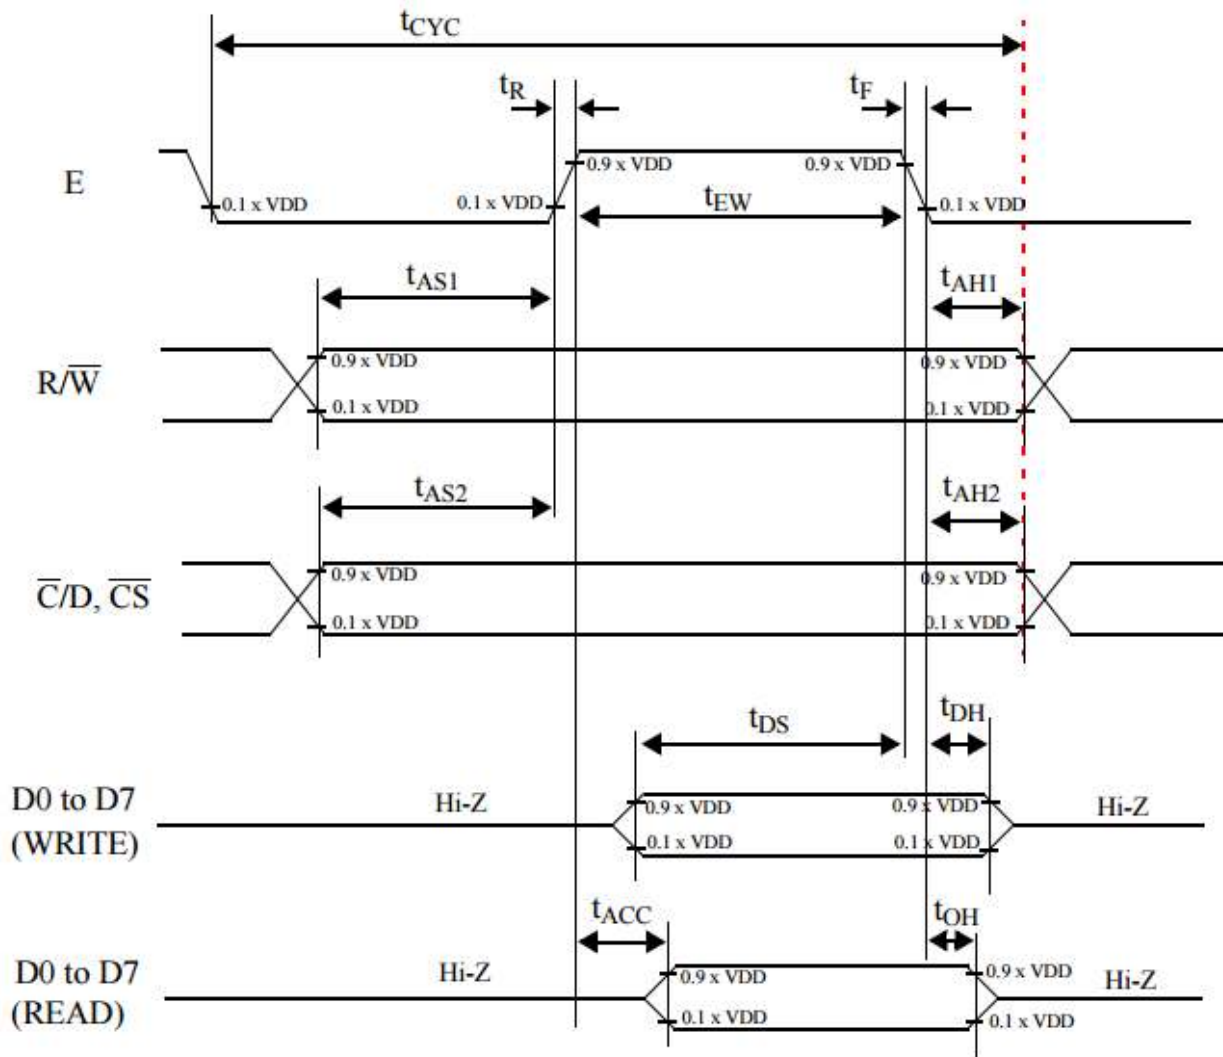 tCYC
tR
tF
E
0.9 x VDD
0.9 x VDD
0.1 x VDD
0.1 x VDD
tEW
0.1 x VDD
tAS1
tAH1
R/W̅
0.9 x VDD
0.9 x VDD
0.1 x VDD
0.1 x VDD
tAS2
tAH2
C̅/D, C̅S̅
0.9 x VDD
0.9 x VDD
0.1 x VDD
0.1 x VDD
tDS
tDH
D0 to D7
(WRITE)
Hi-Z
0.9 x VDD
0.9 x VDD
Hi-Z
0.1 x VDD
0.1 x VDD
tACC
tOH
D0 to D7
(READ)
Hi-Z
0.9 x VDD
0.9 x VDD
Hi-Z
0.1 x VDD
0.1 x VDD